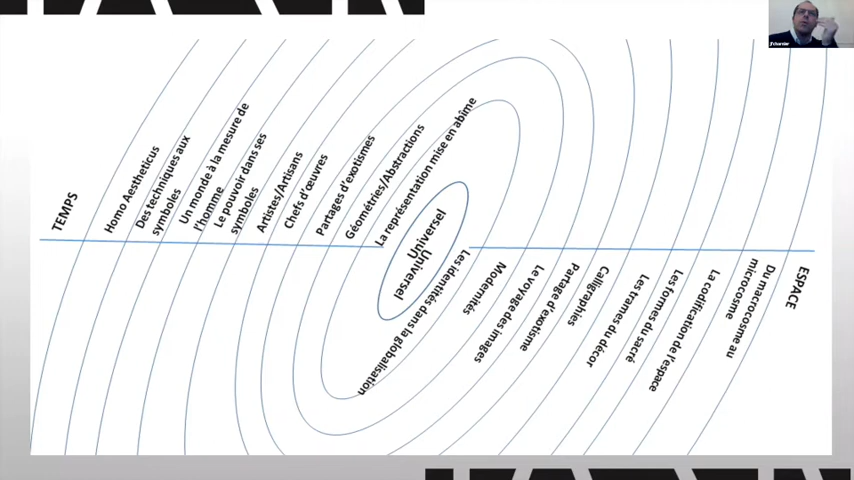 TEMPS
Homo Aestheticus
Des techniques aux
symboles
Un monde à la mesure de
l'homme
Le pouvoir dans ses
symboles
Artistes/Artisans
Chefs d'œuvres
Partages d'exotismes
Géométries/Abstractions
La représentation mise en abîme
Universel
Universel
Les identités dans la globalisation
Modernités
Le voyage des images
Partage d'exotisme
Calligraphies
Les trames du décor
Les formes du sacré
La codification de l'espace
Du macrocosme au
microcosme
ESPACE